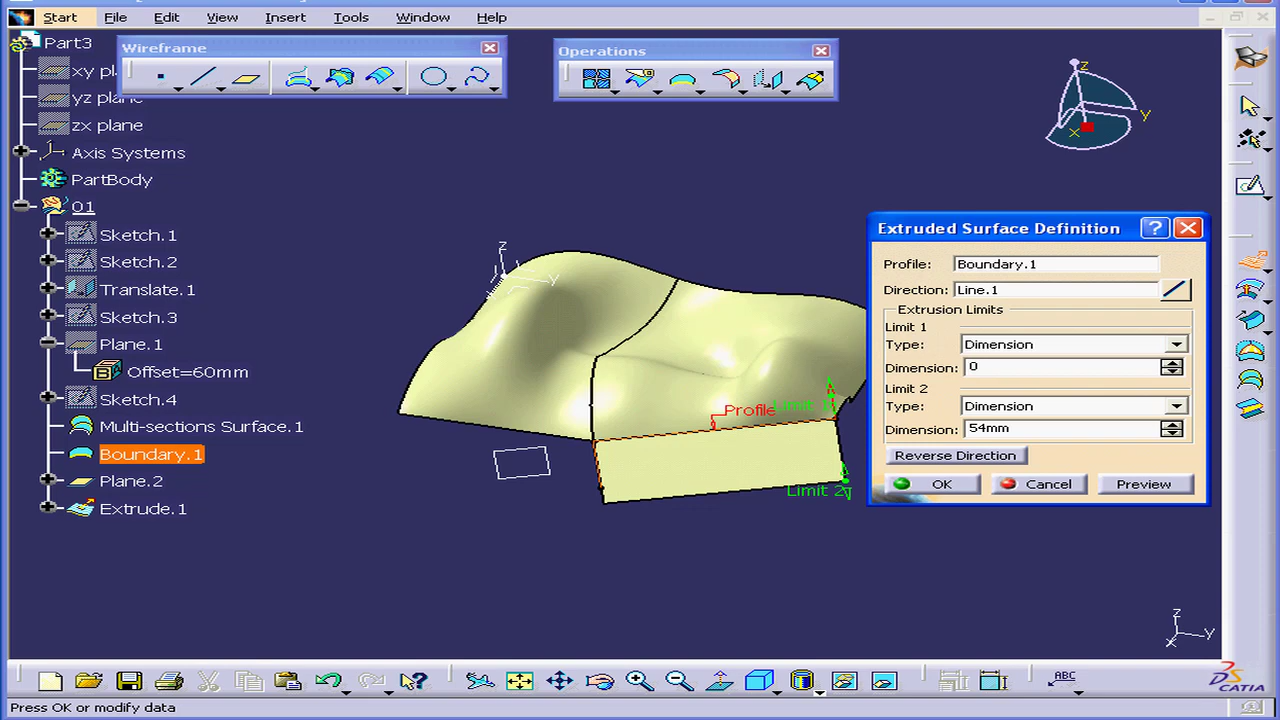 Start File Edit View Insert Tools Window Help
Part3
Wireframe
Operations
xy pl
yz plane
zx plane
Axis Systems
PartBody
01
Sketch.1
Sketch.2
Translate.1
Sketch.3
Plane.1
Offset=60mm
Sketch.4
Multi-sections Surface.1
Boundary.1
Plane.2
Extrude.1
z
y
x
z
y
Profile
Limit 1
Limit 2
Extruded Surface Definition
Profile: Boundary.1
Direction: Line.1
Extrusion Limits
Limit 1
Type: Dimension
Dimension: 0
Limit 2
Type: Dimension
Dimension: 54mm
Reverse Direction
OK Cancel Preview
z
y
x
ABC
CATIA
Press OK or modify data